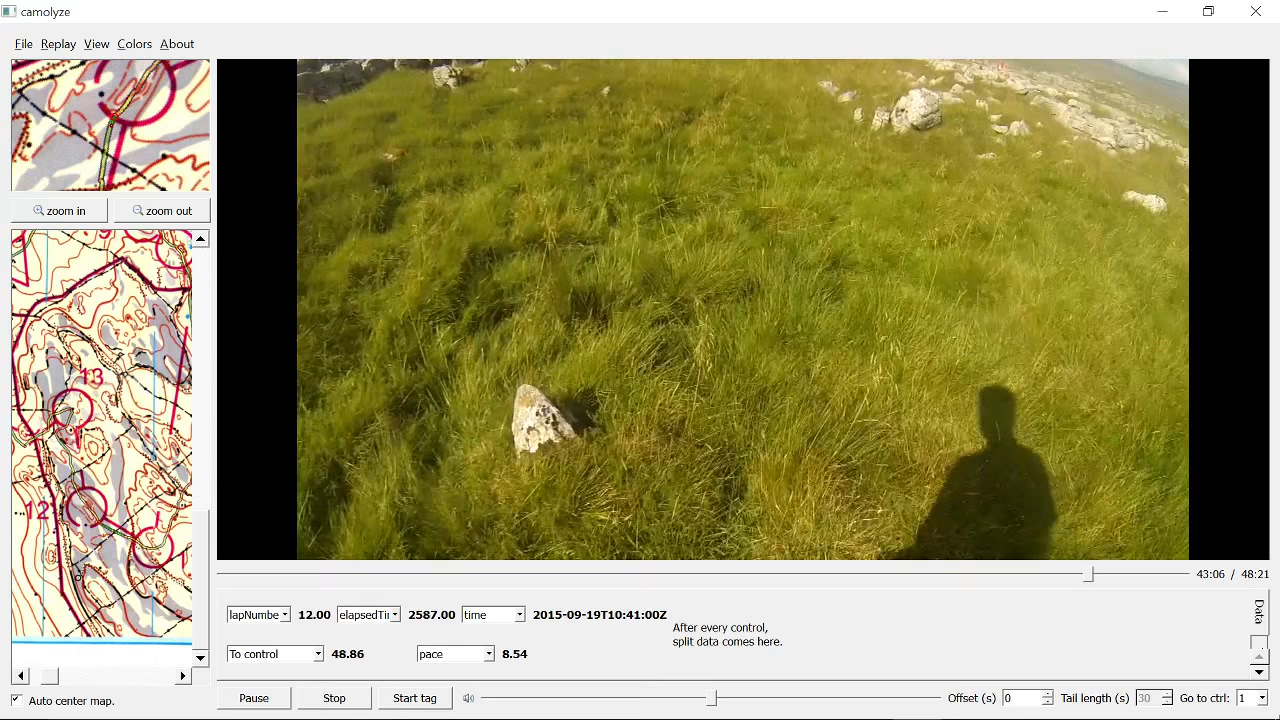 camolyze
File Replay View Colors About
zoom in zoom out
13
12
43:06 / 48:21
lapNumbe 12.00 elapsedTii 2587.00 time 2015-09-19T10:41:00Z
After every control,
split data comes here.
To control 48.86 pace 8.54
Data
Auto center map.
Pause Stop Start tag Offset (s) 0 Tail length (s) 30 Go to ctrl: 1